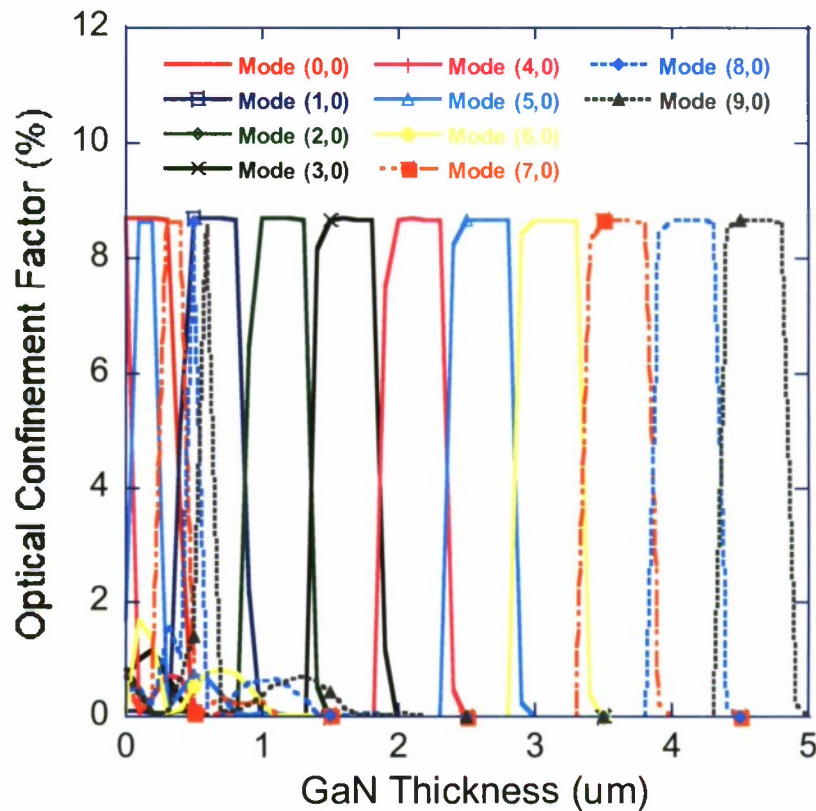 12
10
8
6
4
2
0
Optical Confinement Factor (%)
Mode (0,0)
Mode (1,0)
Mode (2,0)
Mode (3,0)
Mode (4,0)
Mode (5,0)
Mode (6,0)
Mode (7,0)
Mode (8,0)
Mode (9,0)
0 1 2 3 4 5
GaN Thickness (um)